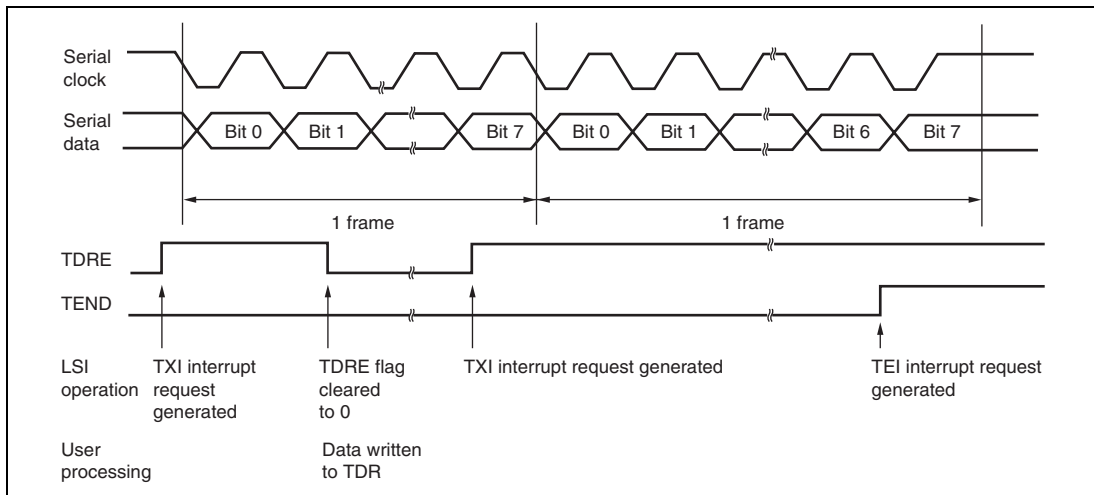 Serial
clock
Serial
data
Bit 0
Bit 1
Bit 7
Bit 0
Bit 1
Bit 6
Bit 7
1 frame
1 frame
TDRE
TEND
LSI
operation
TXI interrupt
request
generated
TDRE flag
cleared
to 0
TXI interrupt request generated
TEI interrupt request
generated
User
processing
Data written
to TDR